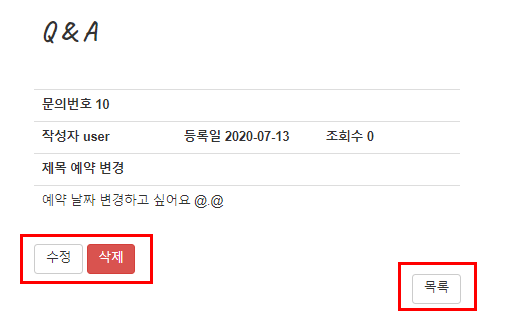 Q & A
문의번호 10
작성자 user 등록일 2020-07-13 조회수 0
제목 예약 변경
예약 날짜 변경하고 싶어요 @.@
수정 삭제
목록